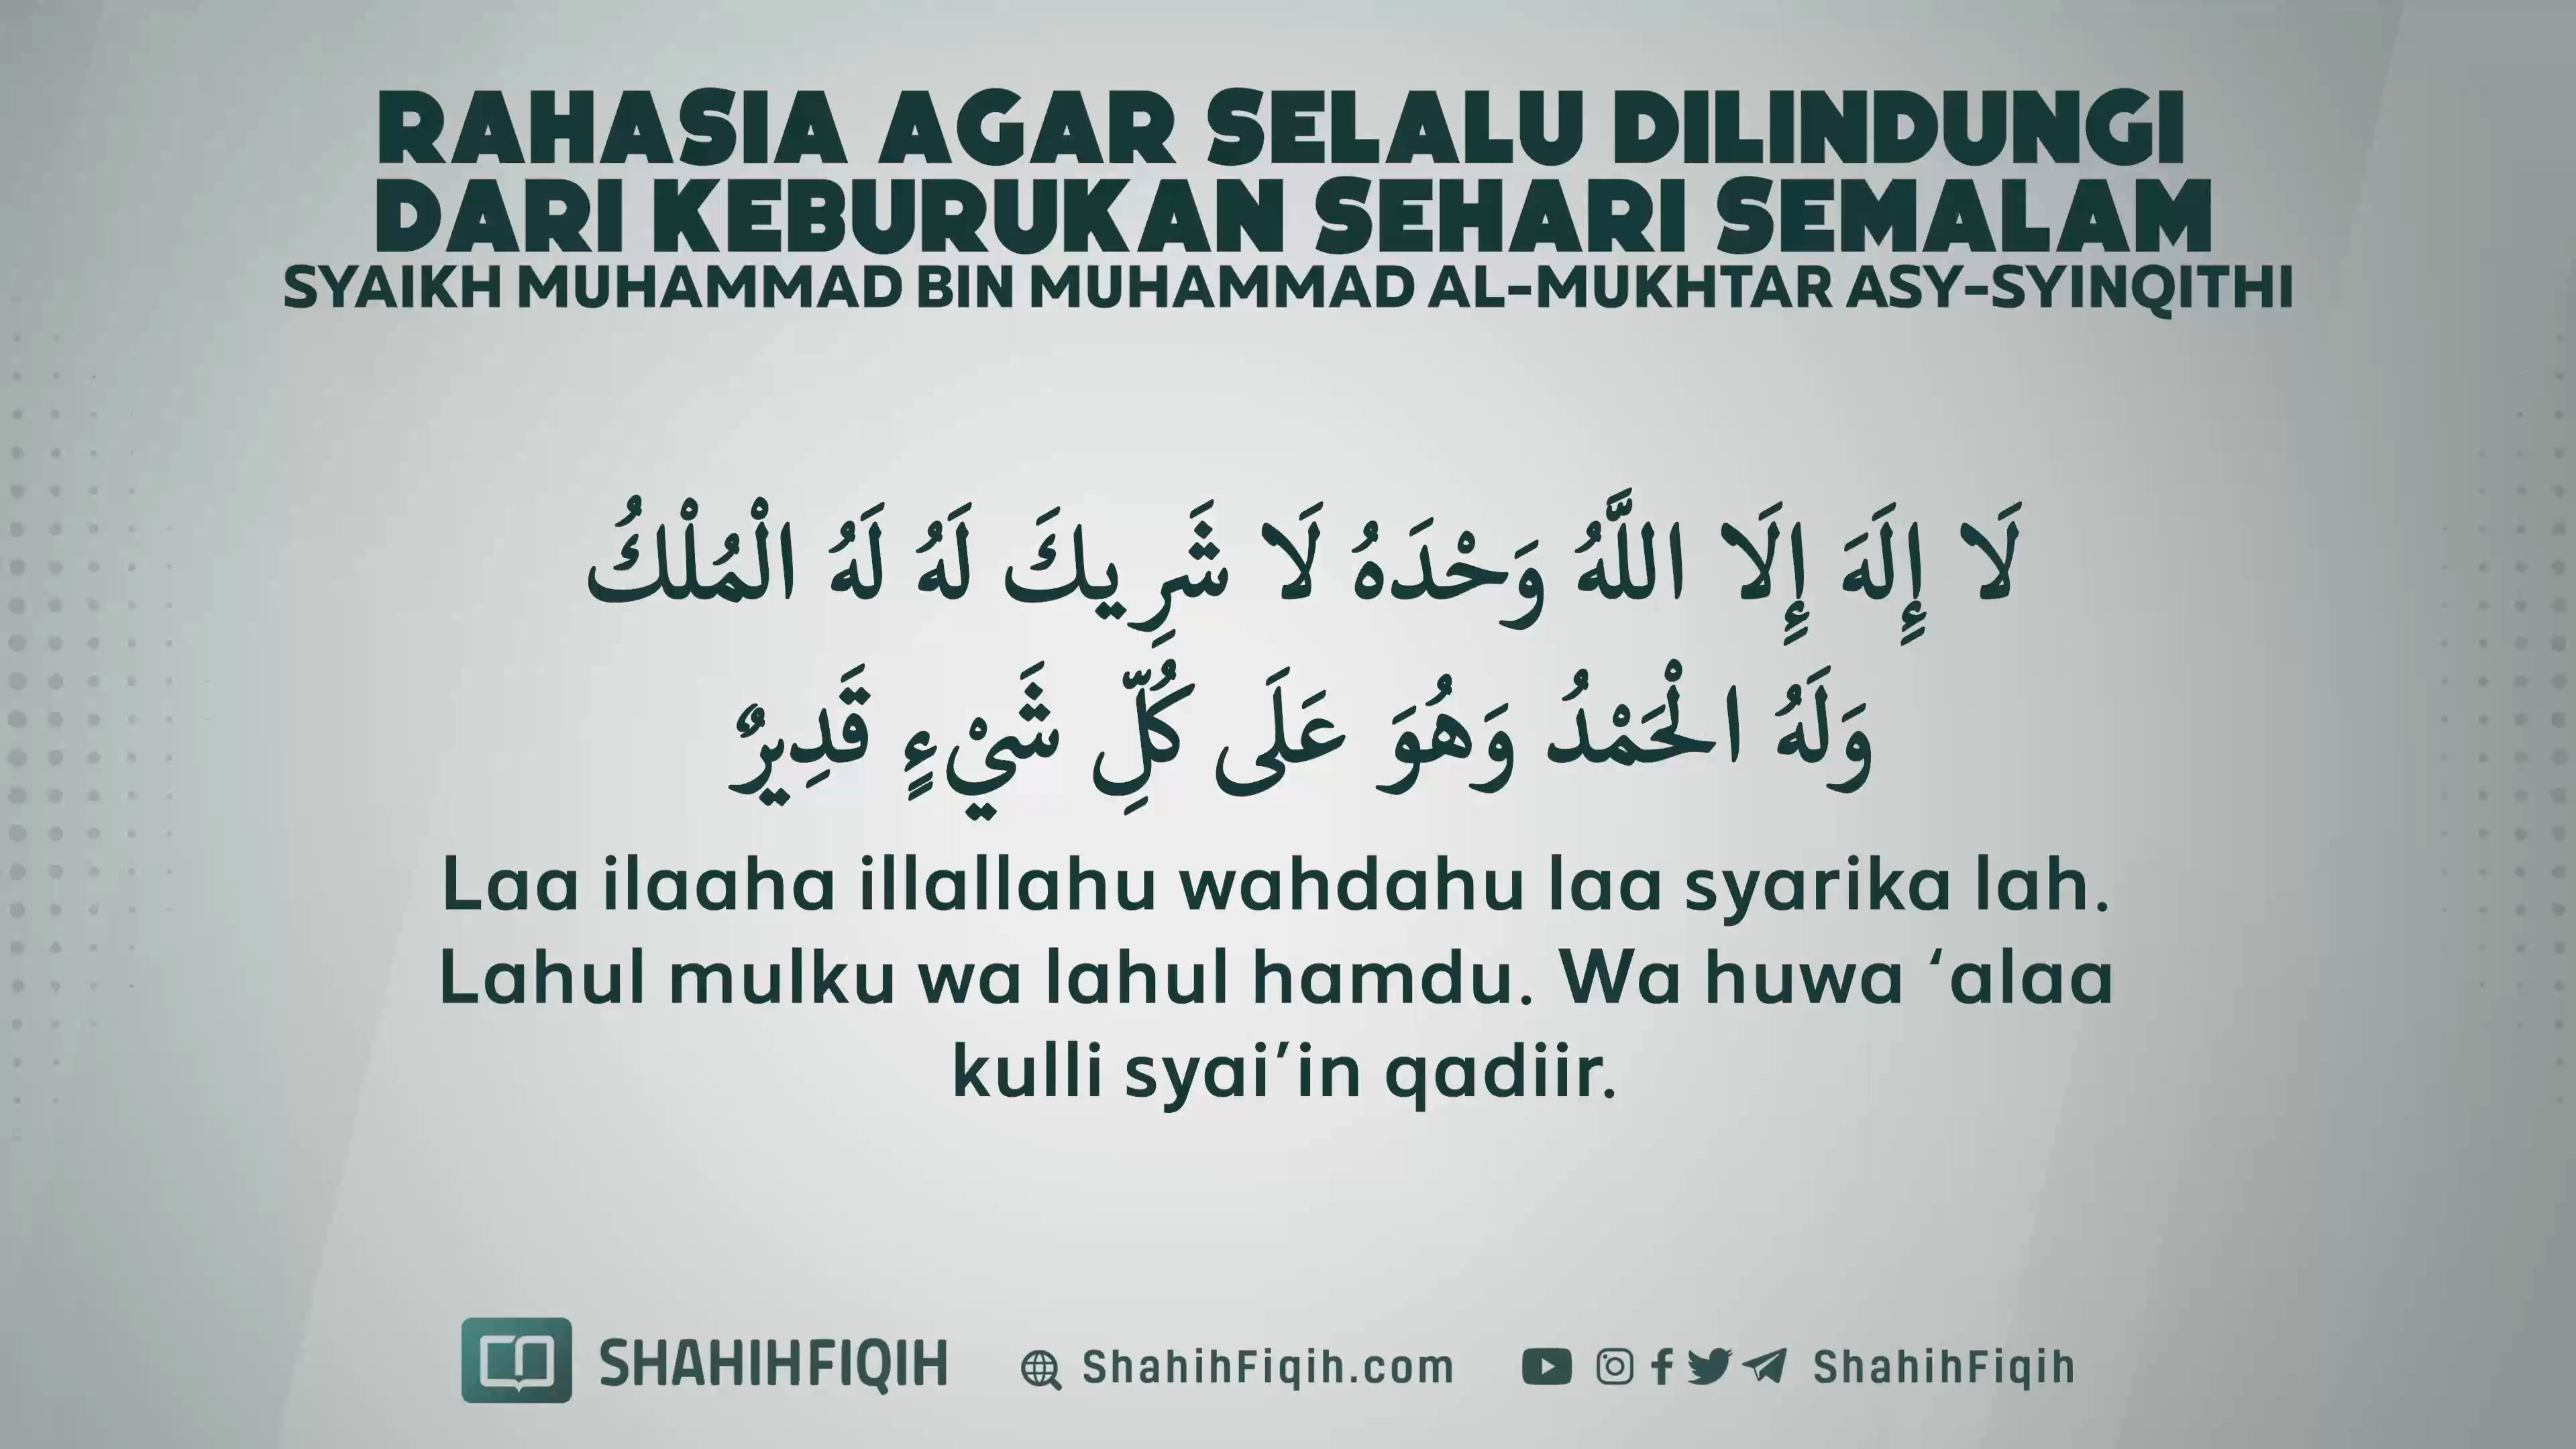 RAHASIA AGAR SELALU DILINDUNGI
DARI KEBURUKAN SEHARI SEMALAM
SYAIKH MUHAMMAD BIN MUHAMMAD AL-MUKHTAR ASY-SYINQITHI
لَا إِلَهَ إِلَا اللَّهُ وَحْدَهُ لَا شَرِيكَ لَهُ لَهُ الْمُلْكُ
وَلَهُ الْحَمْدُ وَهُوَ عَلَى كُلِّ شَيْءٍ قَدِيرٌ
Laa ilaaha illallahu wahdahu laa syarika lah.
Lahul mulku wa lahul hamdu. Wa huwa ‘alaa
kulli syai’in qadiir.
SHAHIHFIQIH ShahihFiqih.com ShahihFiqih